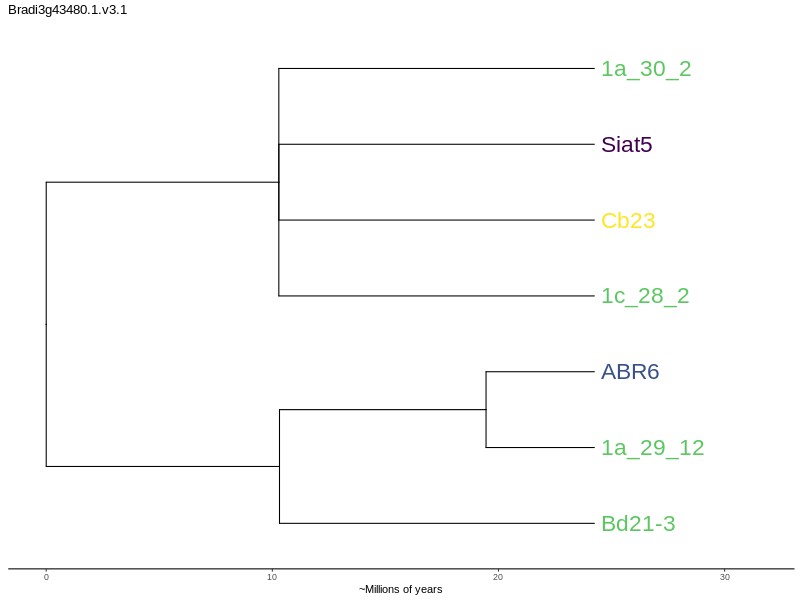 Bradi3g43480.1.v3.1
1a_30_2
Siat5
Cb23
1c_28_2
ABR6
1a_29_12
Bd21-3
0 10 20 30
~Millions of years